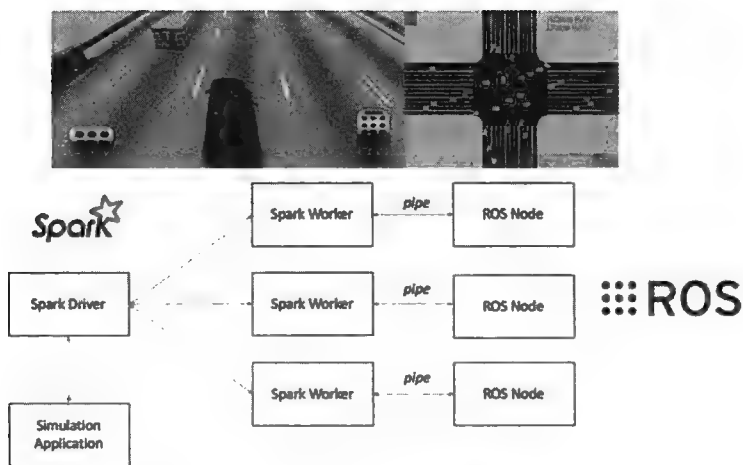 Spark
pipe
Spark Worker
ROS Node
Spark Driver
pipe
Spark Worker
ROS Node
ROS
pipe
Spark Worker
ROS Node
Simulation
Application